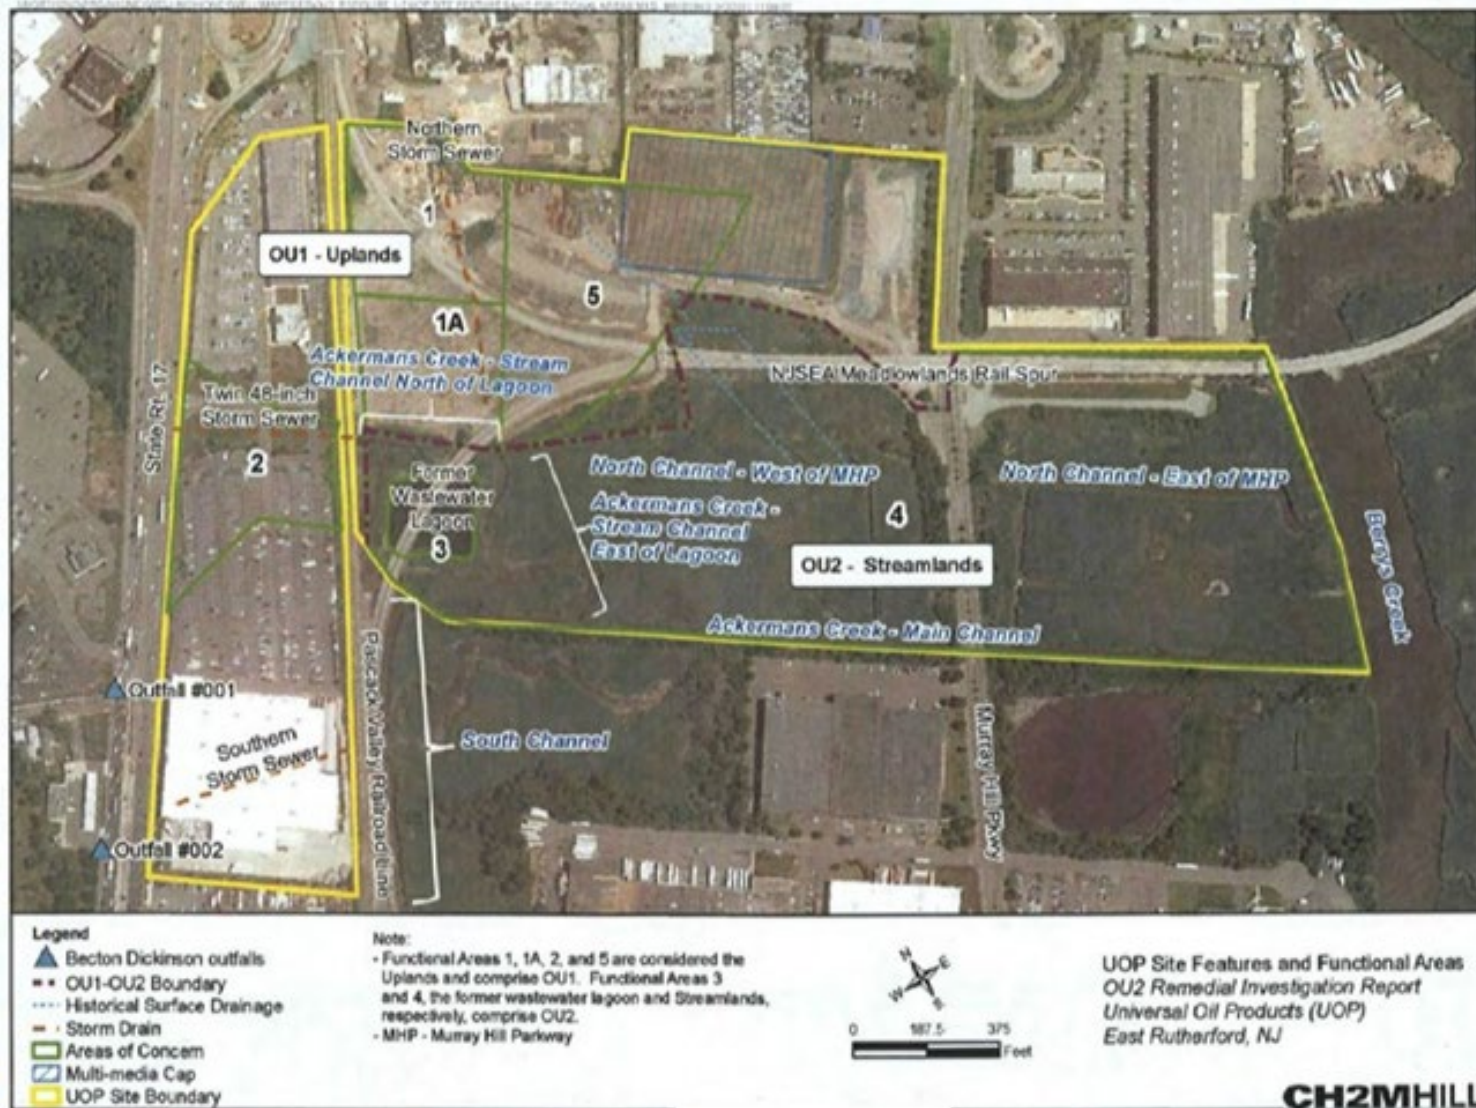 Northern
Storm Sewer
1
OU1 - Uplands
5
1A
Ackermans Creek - Stream
Channel North of Lagoon
NJSEA Meadowlands Rail Spur
Twin 48-inch
Storm Sewer
State Rt. 17
2
Former
Wastewater
Lagoon
3
North Channel - West of MHP
North Channel - East of MHP
Ackermans Creek -
Stream Channel
East of Lagoon
4
OU2 - Streamlands
Berrys Creek
Ackermans Creek - Main Channel
Outfall #001
Pascack Valley Railroad Line
South Channel
Southern
Storm Sewer
Murray Hill Pkwy
Outfall #002
Legend
Becton Dickinson outfalls
OU1-OU2 Boundary
Historical Surface Drainage
Storm Drain
Areas of Concern
Multi-media Cap
UOP Site Boundary
Note:
- Functional Areas 1, 1A, 2, and 5 are considered the
Uplands and comprise OU1. Functional Areas 3
and 4, the former wastewater lagoon and Streamlands,
respectively, comprise OU2.
- MHP - Murray Hill Parkway
N
E
W
S
0 187.5 375
Feet
UOP Site Features and Functional Areas
OU2 Remedial Investigation Report
Universal Oil Products (UOP)
East Rutherford, NJ
CH2MHILL